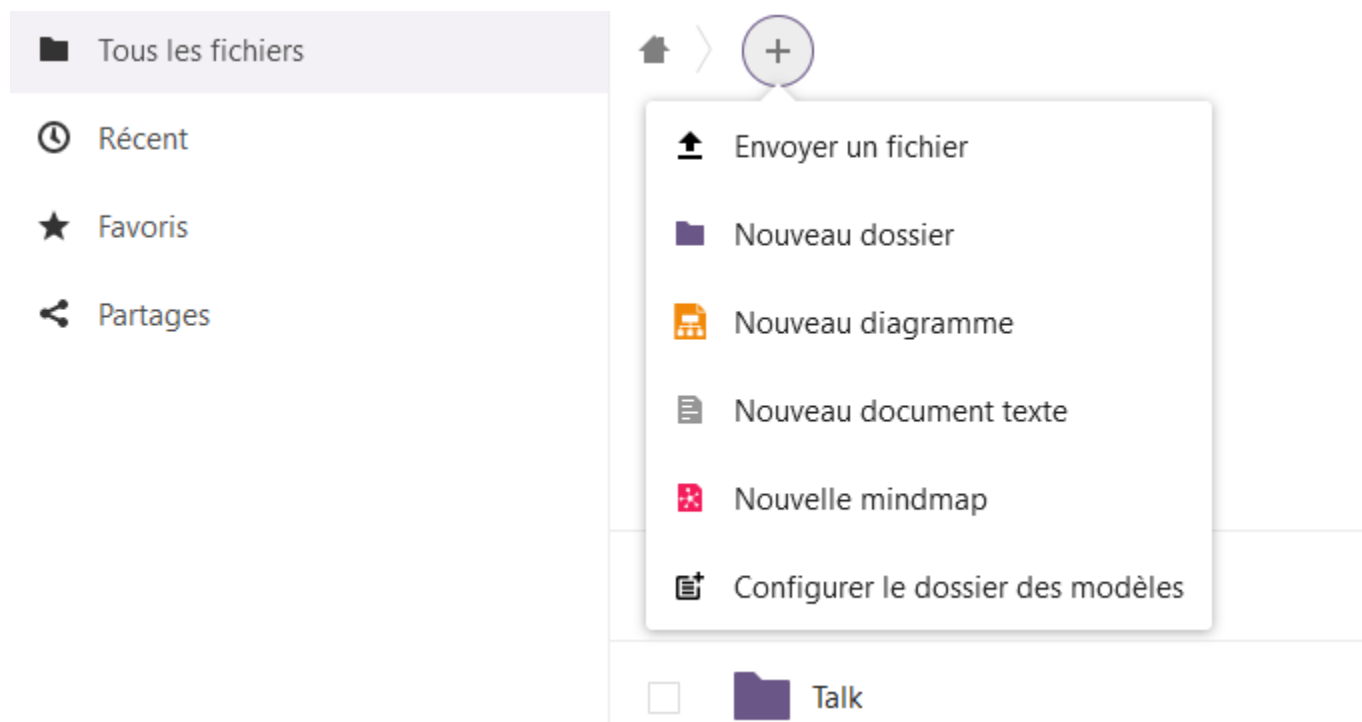 Tous les fichiers
Récent
Favoris
Partages
Envoyer un fichier
Nouveau dossier
Nouveau diagramme
Nouveau document texte
Nouvelle mindmap
Configurer le dossier des modèles
Talk